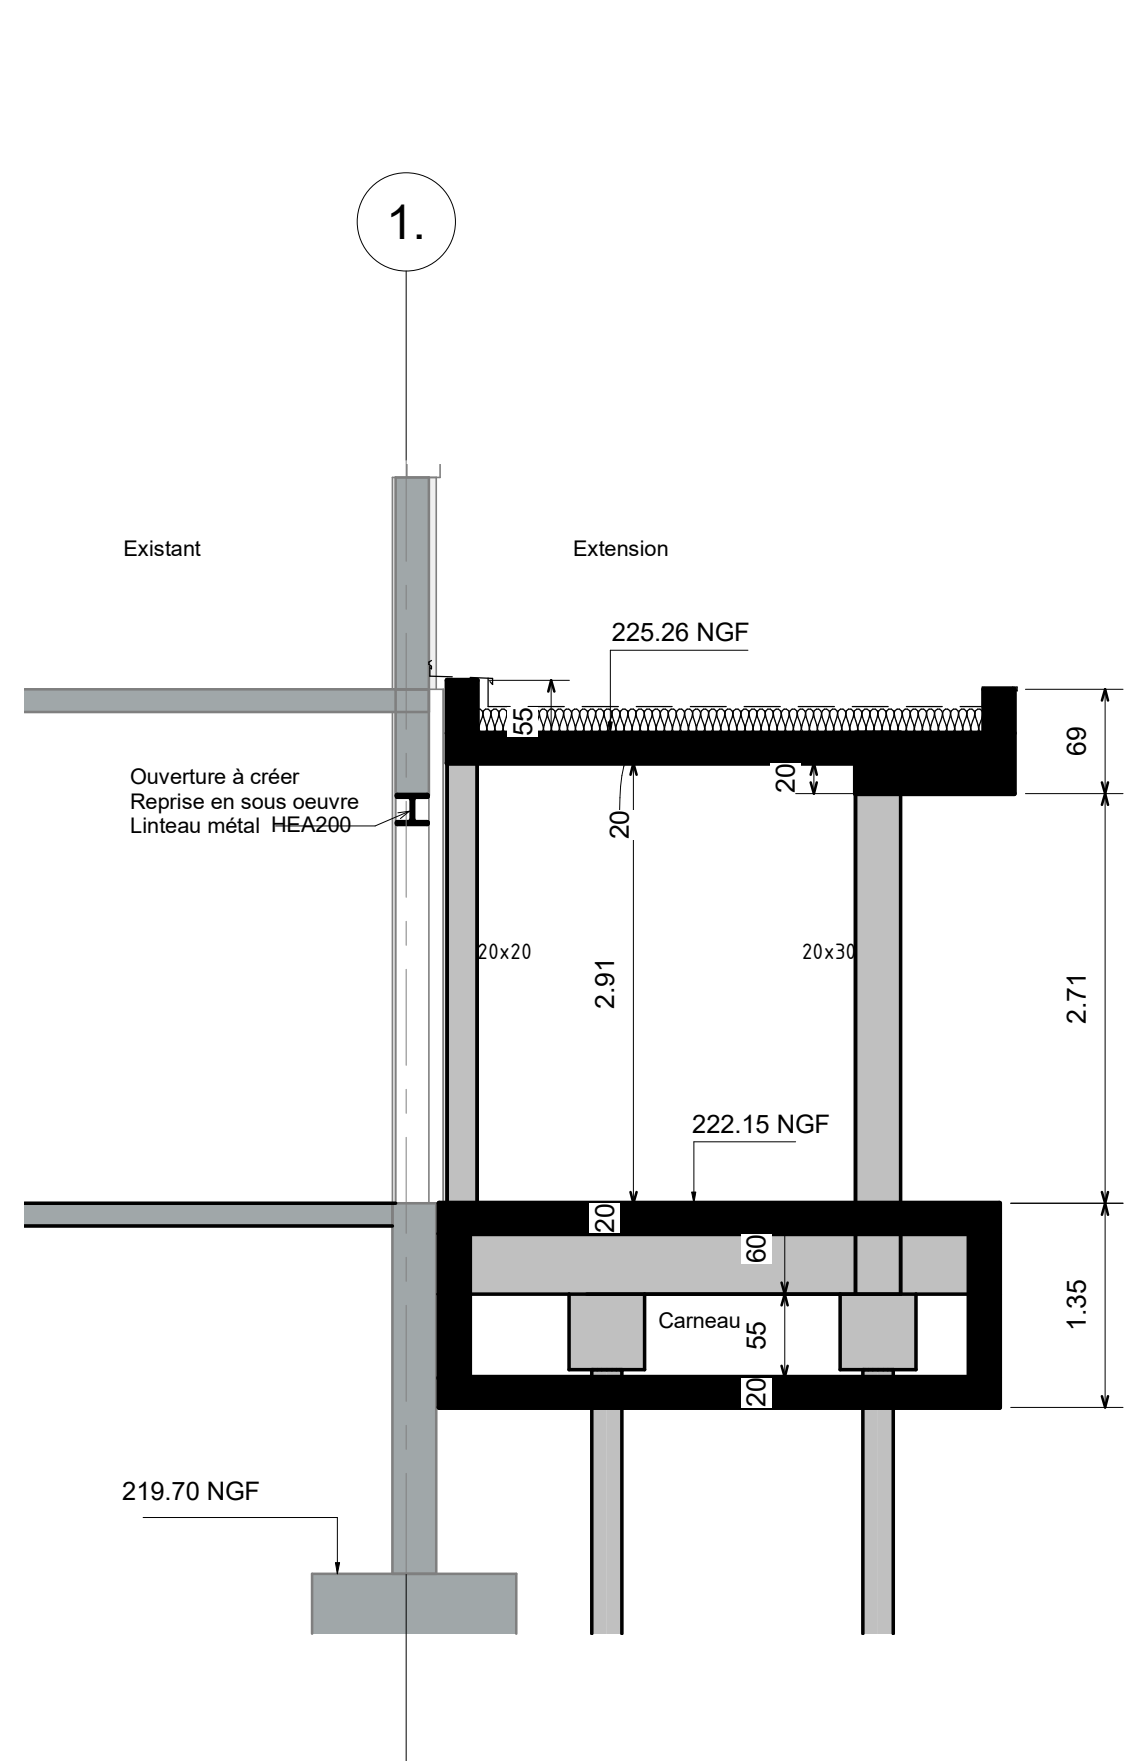 1.
Existant
Extension
225.26 NGF
55
69
Ouverture à créer
Reprise en sous oeuvre
Linteau métal HEA200
20
20
20x20
20x30
2.91
2.71
222.15 NGF
20
60
Carneau
55
1.35
20
219.70 NGF